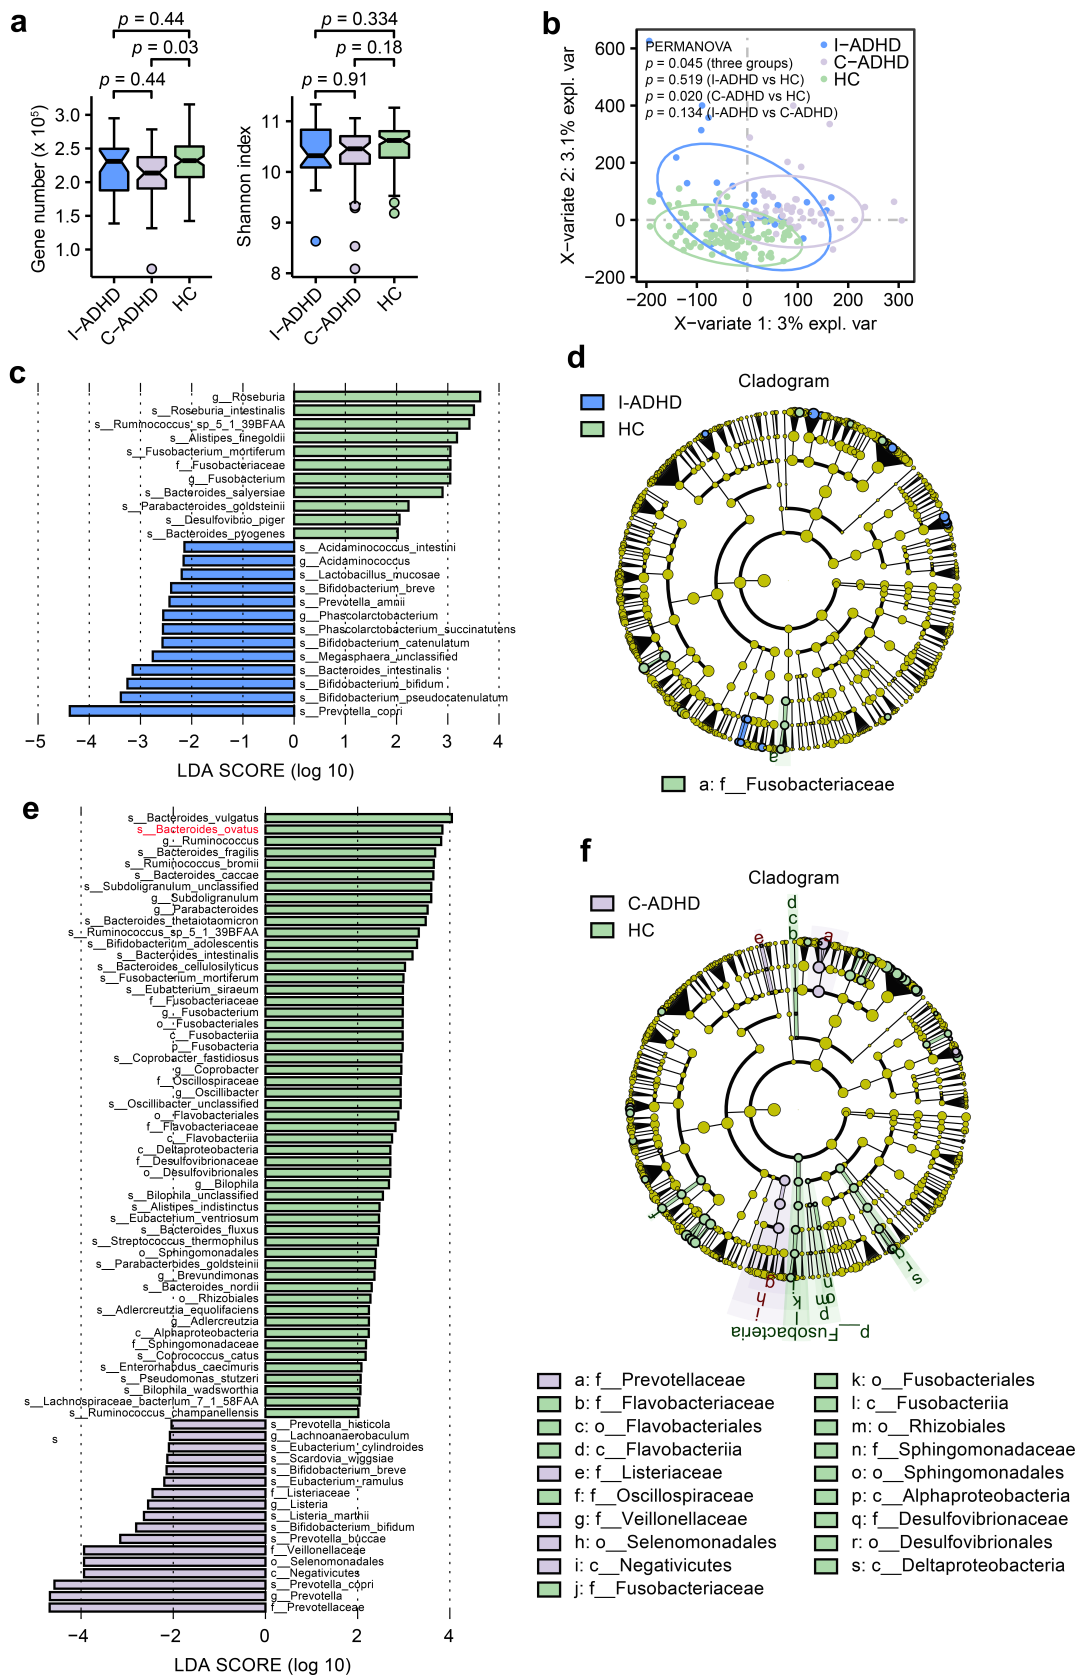 a
p = 0.44
p = 0.03
p = 0.44
Gene number (x 10⁵)
3.0
2.5
2.0
1.5
1.0
I−ADHD
C−ADHD
HC
p = 0.334
p = 0.18
p = 0.91
Shannon index
11
10
9
8
I−ADHD
C−ADHD
HC
b
PERMANOVA
p = 0.045 (three groups)
p = 0.519 (I−ADHD vs HC)
p = 0.020 (C−ADHD vs HC)
p = 0.134 (I−ADHD vs C−ADHD)
I−ADHD
C−ADHD
HC
X−variate 2: 3.1% expl. var
600
400
200
0
−200
−200
−100
0
100
200
300
X−variate 1: 3% expl. var
c
g__Roseburia
s__Roseburia_intestinalis
s__Ruminococcus_sp_5_1_39BFAA
s__Alistipes_finegoldii
s__Fusobacterium_mortiferum
f__Fusobacteriaceae
g__Fusobacterium
s__Bacteroides_salyersiae
s__Parabacteroides_goldsteinii
s__Desulfovibrio_piger
s__Bacteroides_pyogenes
s__Acidaminococcus_intestini
g__Acidaminococcus
s__Lactobacillus_mucosae
s__Bifidobacterium_breve
s__Prevotella_amnii
g__Phascolarctobacterium
s__Phascolarctobacterium_succinatutens
s__Bifidobacterium_catenulatum
s__Megasphaera_unclassified
s__Bacteroides_intestinalis
s__Bifidobacterium_bifidum
s__Bifidobacterium_pseudocatenulatum
s__Prevotella_copri
−5
−4
−3
−2
−1
0
1
2
3
4
LDA SCORE (log 10)
d
Cladogram
I-ADHD
HC
a
a: f__Fusobacteriaceae
e
s__Bacteroides_vulgatus
s__Bacteroides_ovatus
g__Ruminococcus
s__Bacteroides_fragilis
s__Ruminococcus_bromii
s__Bacteroides_caccae
s__Subdoligranulum_unclassified
g__Subdoligranulum
g__Parabacteroides
s__Bacteroides_thetaiotaomicron
s__Ruminococcus_sp_5_1_39BFAA
s__Bifidobacterium_adolescentis
s__Bacteroides_intestinalis
s__Bacteroides_cellulosilyticus
s__Fusobacterium_mortiferum
s__Eubacterium_siraeum
f__Fusobacteriaceae
g__Fusobacterium
o__Fusobacteriales
c__Fusobacteriia
p__Fusobacteria
s__Coprobacter_fastidiosus
g__Coprobacter
f__Oscillospiraceae
g__Oscillibacter
s__Oscillibacter_unclassified
o__Flavobacteriales
f__Flavobacteriaceae
c__Flavobacteriia
c__Deltaproteobacteria
f__Desulfovibrionaceae
o__Desulfovibrionales
g__Bilophila
s__Bilophila_unclassified
s__Alistipes_indistinctus
s__Eubacterium_ventriosum
s__Bacteroides_fluxus
s__Streptococcus_thermophilus
o__Sphingomonadales
s__Parabacteroides_goldsteinii
g__Brevundimonas
s__Bacteroides_nordii
o__Rhizobiales
s__Adlercreutzia_equolifaciens
g__Adlercreutzia
c__Alphaproteobacteria
f__Sphingomonadaceae
s__Coprococcus_catus
s__Enterorhabdus_caecimuris
s__Pseudomonas_stutzeri
s__Bilophila_wadsworthia
s__Lachnospiraceae_bacterium_7_1_58FAA
s__Ruminococcus_champanellensis
s__Prevotella_histicola
g__Lachnoanaerobaculum
s
s__Eubacterium_cylindroides
s__Scardovia_wiggsiae
s__Bifidobacterium_breve
s__Eubacterium_ramulus
f__Listeriaceae
g__Listeria
s__Listeria_marthii
s__Bifidobacterium_bifidum
s__Prevotella_buccae
f__Veillonellaceae
o__Selenomonadales
c__Negativicutes
s__Prevotella_copri
g__Prevotella
f__Prevotellaceae
−4
−2
0
2
4
LDA SCORE (log 10)
f
Cladogram
C-ADHD
HC
d
c
b
a
e
f
g
h
i
k
l
n
m
p
r
s
p__Fusobacteria
a: f__Prevotellaceae
b: f__Flavobacteriaceae
c: o__Flavobacteriales
d: c__Flavobacteriia
e: f__Listeriaceae
f: f__Oscillospiraceae
g: f__Veillonellaceae
h: o__Selenomonadales
i: c__Negativicutes
j: f__Fusobacteriaceae
k: o__Fusobacteriales
l: c__Fusobacteriia
m: o__Rhizobiales
n: f__Sphingomonadaceae
o: o__Sphingomonadales
p: c__Alphaproteobacteria
q: f__Desulfovibrionaceae
r: o__Desulfovibrionales
s: c__Deltaproteobacteria